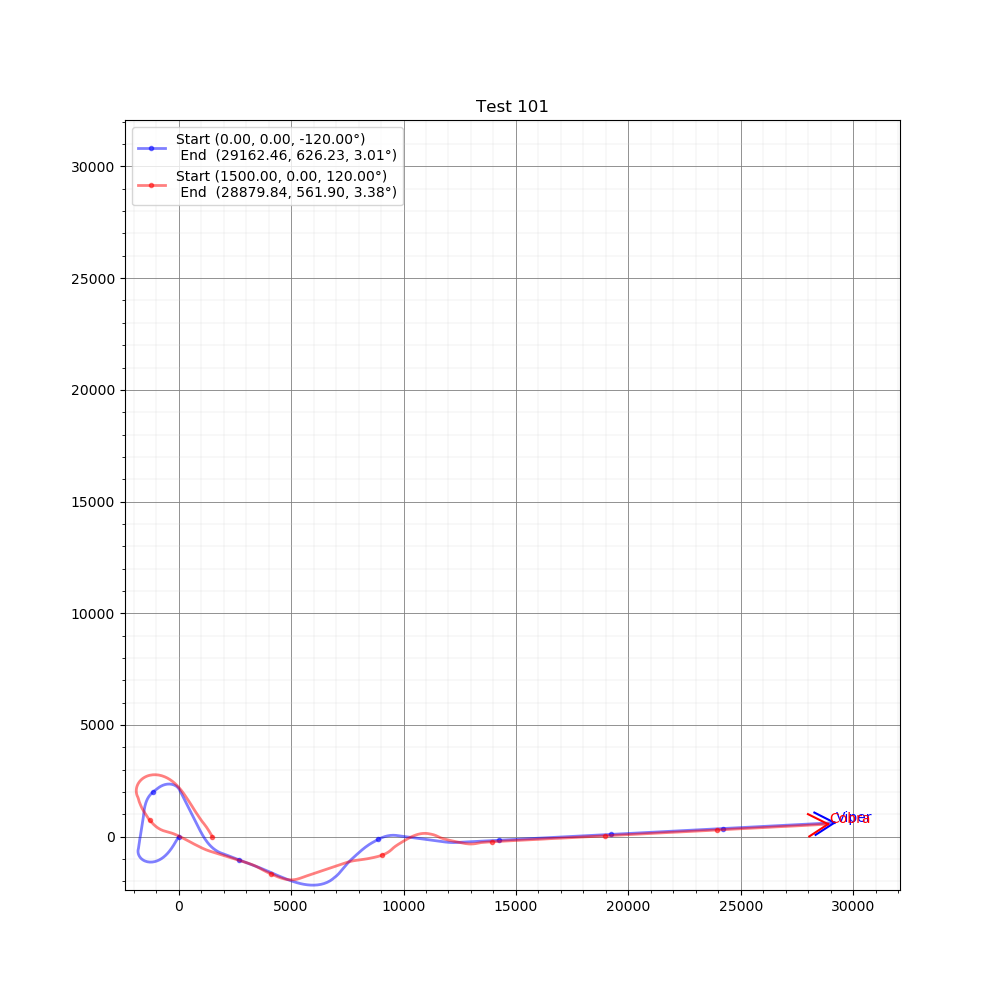 Test 101
Start (0.00, 0.00, -120.00°)
End (29162.46, 626.23, 3.01°)
Start (1500.00, 0.00, 120.00°)
End (28879.84, 561.90, 3.38°)
30000
25000
20000
15000
10000
5000
0
Viper
Cobra
0 5000 10000 15000 20000 25000 30000